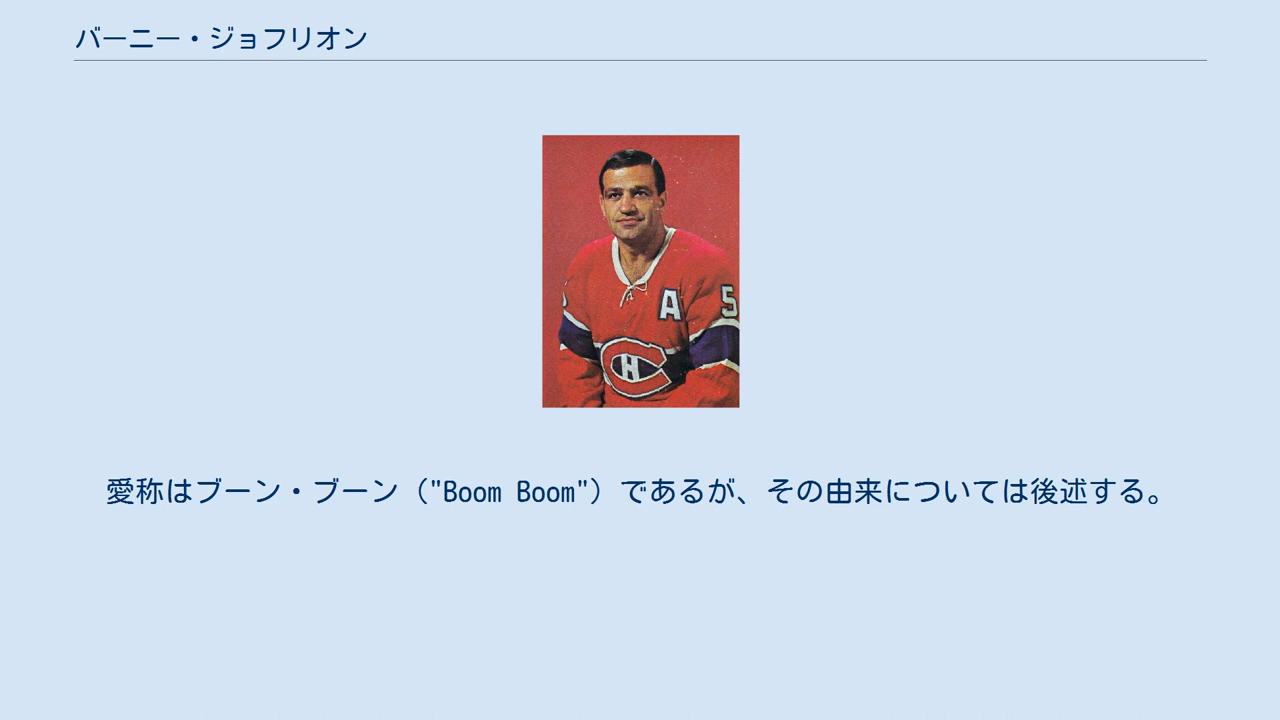 バーニー・ジョフリオン
A 5
H
愛称はブーン・ブーン（"Boom Boom"）であるが、その由来については後述する。